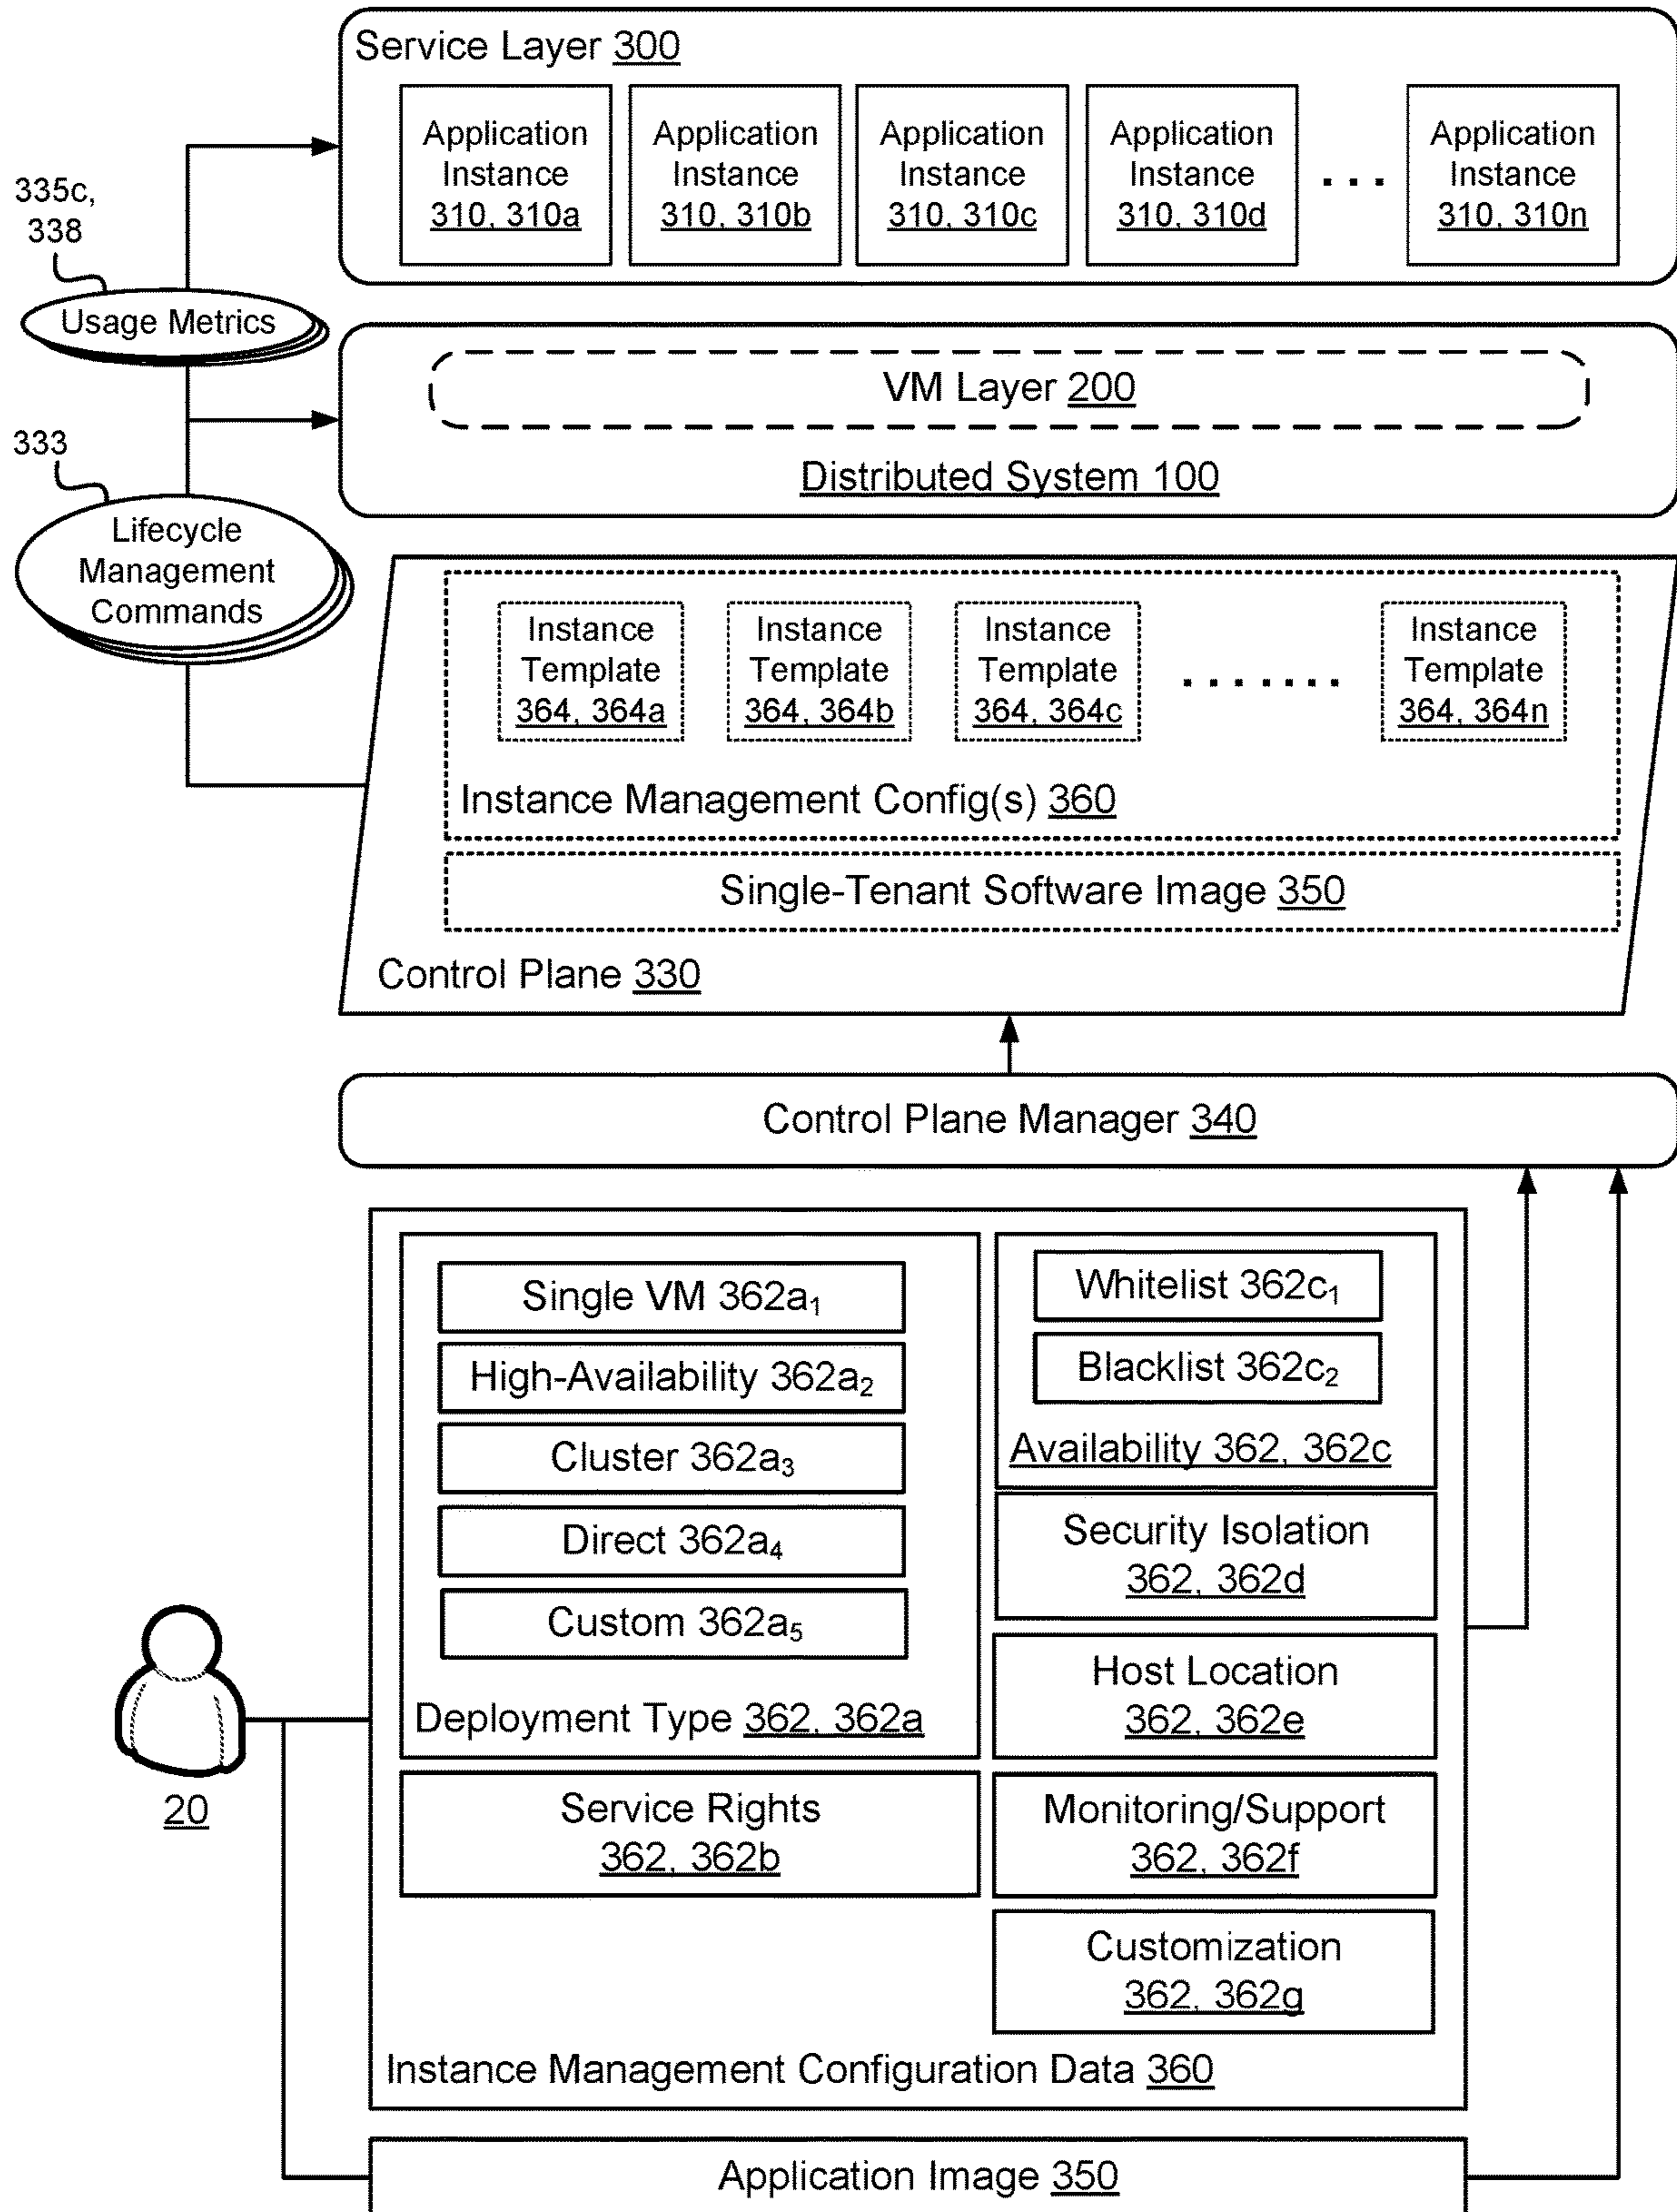 Service Layer 300
Application
Instance
310, 310a
Application
Instance
310, 310b
Application
Instance
310, 310c
Application
Instance
310, 310d
. . .
Application
Instance
310, 310n
335c,
338
Usage Metrics
VM Layer 200
Distributed System 100
333
Lifecycle
Management
Commands
Instance
Template
364, 364a
Instance
Template
364, 364b
Instance
Template
364, 364c
. . . . . . .
Instance
Template
364, 364n
Instance Management Config(s) 360
Single-Tenant Software Image 350
Control Plane 330
Control Plane Manager 340
Single VM 362a₁
High-Availability 362a₂
Cluster 362a₃
Direct 362a₄
Custom 362a₅
Deployment Type 362, 362a
Service Rights
362, 362b
Whitelist 362c₁
Blacklist 362c₂
Availability 362, 362c
Security Isolation
362, 362d
Host Location
362, 362e
Monitoring/Support
362, 362f
Customization
362, 362g
20
Instance Management Configuration Data 360
Application Image 350